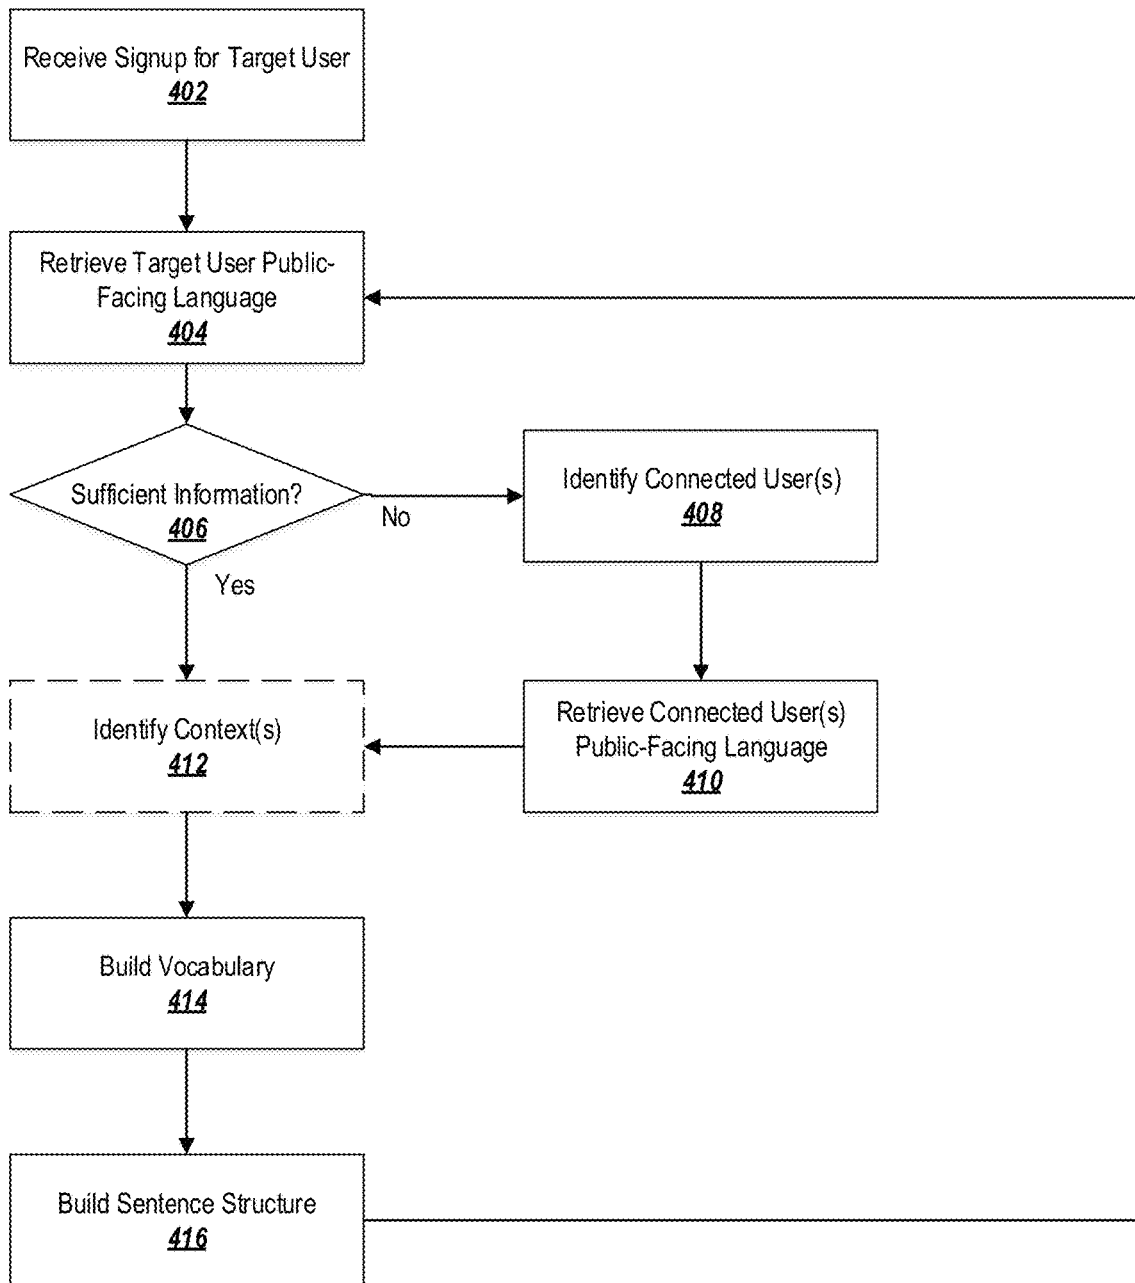 Receive Signup for Target User
402
Retrieve Target User Public-
Facing Language
404
Sufficient Information?
406
No
Yes
Identify Connected User(s)
408
Retrieve Connected User(s)
Public-Facing Language
410
Identify Context(s)
412
Build Vocabulary
414
Build Sentence Structure
416